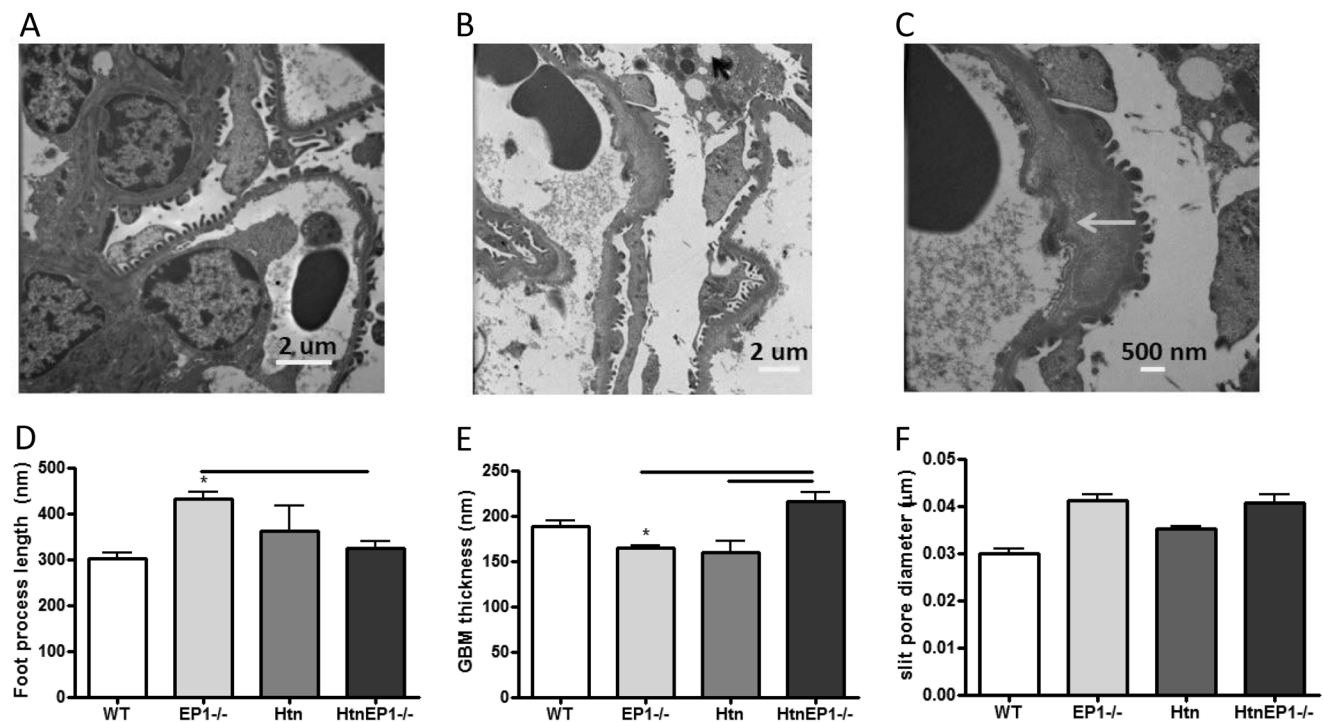 A
B
C
2 um
2 um
500 nm
D
E
F
Foot process length (nm)
500
400
300
200
100
0
*
WT
EP1-/-
Htn
HtnEP1-/-
GBM thickness (nm)
250
200
150
100
50
0
*
WT
EP1-/-
Htn
HtnEP1-/-
slit pore diameter (μm)
0.05
0.04
0.03
0.02
0.01
0.00
WT
EP1-/-
Htn
HtnEP1-/-